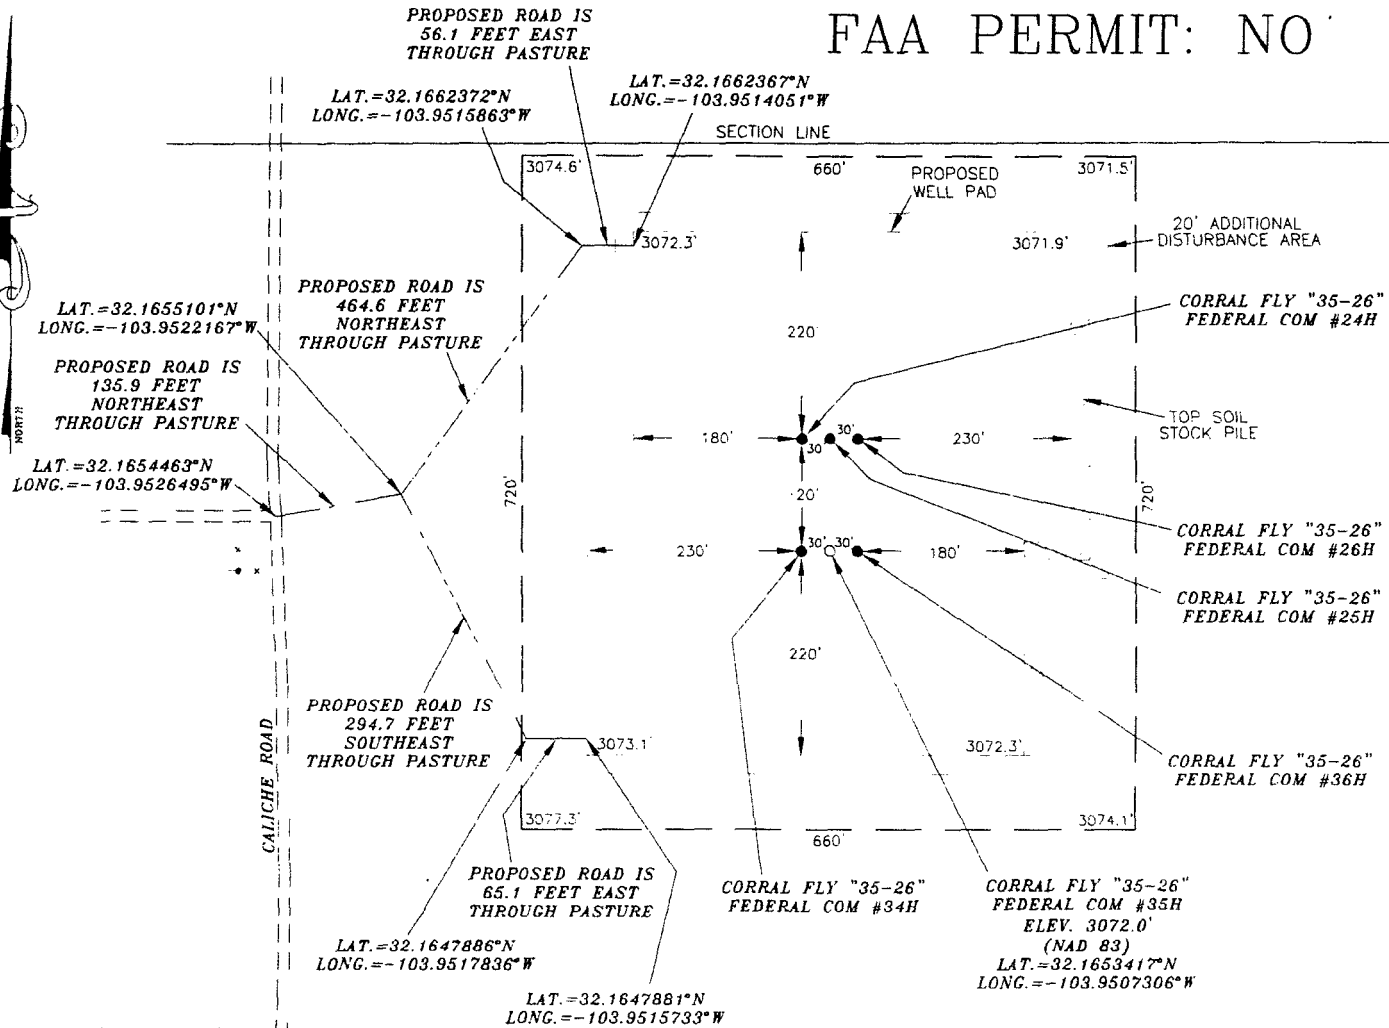 FAA PERMIT: NO
PROPOSED ROAD IS
56.1 FEET EAST
THROUGH PASTURE
LAT.=32.1662372°N
LONG.=-103.9515863°W
LAT.=32.1662367°N
LONG.=-103.9514051°W
SECTION LINE
3074.6'
660'
3071.5'
PROPOSED
WELL PAD
3072.3'
3071.9'
20' ADDITIONAL
DISTURBANCE AREA
PROPOSED ROAD IS
464.6 FEET
NORTHEAST
THROUGH PASTURE
LAT.=32.1655101°N
LONG.=-103.9522167°W
CORRAL FLY "35-26"
FEDERAL COM #24H
220'
PROPOSED ROAD IS
135.9 FEET
NORTHEAST
THROUGH PASTURE
NORTH
TOP SOIL
STOCK PILE
180'
30'
30'
230'
LAT.=32.1654463°N
LONG.=-103.9526495°W
720'
20'
720'
CORRAL FLY "35-26"
FEDERAL COM #26H
230'
30'
30'
180'
CORRAL FLY "35-26"
FEDERAL COM #25H
220'
PROPOSED ROAD IS
294.7 FEET
SOUTHEAST
THROUGH PASTURE
CALICHE ROAD
3073.1'
3072.3'
CORRAL FLY "35-26"
FEDERAL COM #36H
3077.3'
660'
3074.1'
PROPOSED ROAD IS
65.1 FEET EAST
THROUGH PASTURE
CORRAL FLY "35-26"
FEDERAL COM #34H
CORRAL FLY "35-26"
FEDERAL COM #35H
ELEV. 3072.0'
(NAD 83)
LAT.=32.1653417°N
LONG.=-103.9507306°W
LAT.=32.1647886°N
LONG.=-103.9517836°W
LAT.=32.1647881°N
LONG.=-103.9515733°W